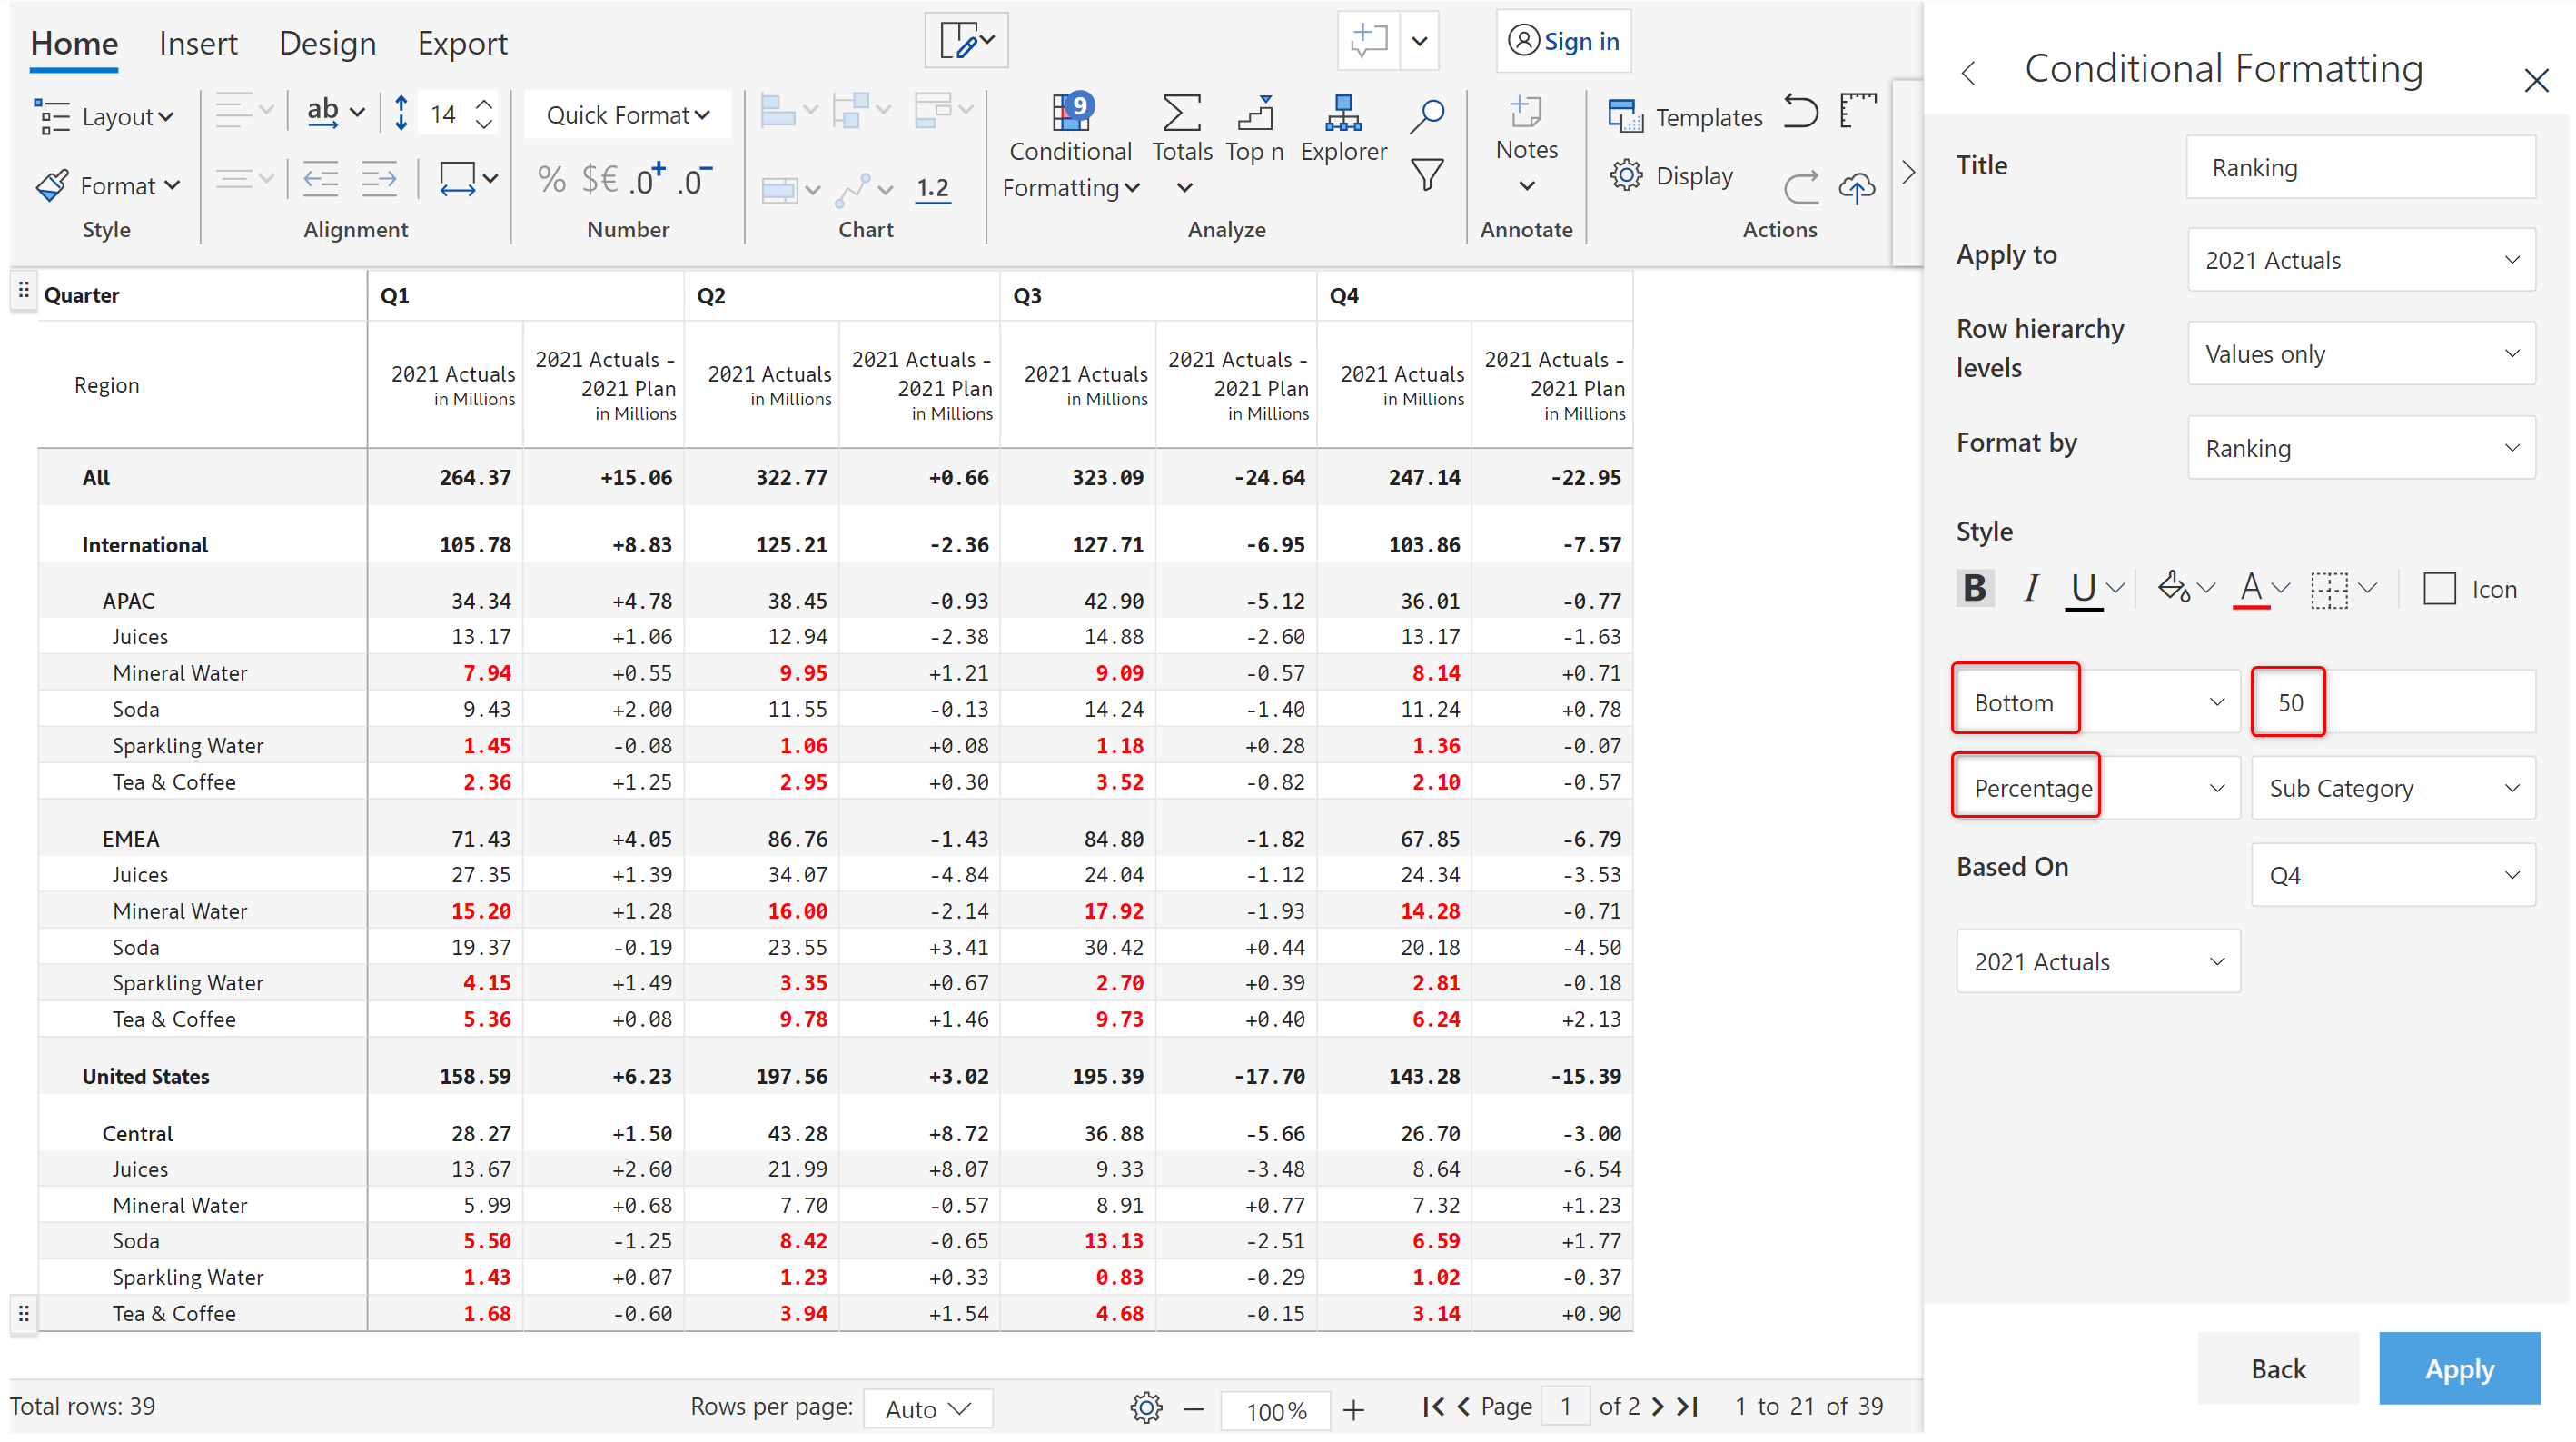 Home Insert Design Export
Sign in
Layout
ab
14
Quick Format
9
Conditional Formatting
Totals
Top n
Explorer
Notes
Templates
Format
% $€ .0+ .0-
1.2
Display
Style
Alignment
Number
Chart
Analyze
Annotate
Actions
Quarter Q1 Q2 Q3 Q4
Region 2021 Actuals in Millions 2021 Actuals - 2021 Plan in Millions 2021 Actuals in Millions 2021 Actuals - 2021 Plan in Millions 2021 Actuals in Millions 2021 Actuals - 2021 Plan in Millions 2021 Actuals in Millions 2021 Actuals - 2021 Plan in Millions
All 264.37 +15.06 322.77 +0.66 323.09 -24.64 247.14 -22.95
International 105.78 +8.83 125.21 -2.36 127.71 -6.95 103.86 -7.57
APAC 34.34 +4.78 38.45 -0.93 42.90 -5.12 36.01 -0.77
Juices 13.17 +1.06 12.94 -2.38 14.88 -2.60 13.17 -1.63
Mineral Water 7.94 +0.55 9.95 +1.21 9.09 -0.57 8.14 +0.71
Soda 9.43 +2.00 11.55 -0.13 14.24 -1.40 11.24 +0.78
Sparkling Water 1.45 -0.08 1.06 +0.08 1.18 +0.28 1.36 -0.07
Tea & Coffee 2.36 +1.25 2.95 +0.30 3.52 -0.82 2.10 -0.57
EMEA 71.43 +4.05 86.76 -1.43 84.80 -1.82 67.85 -6.79
Juices 27.35 +1.39 34.07 -4.84 24.04 -1.12 24.34 -3.53
Mineral Water 15.20 +1.28 16.00 -2.14 17.92 -1.93 14.28 -0.71
Soda 19.37 -0.19 23.55 +3.41 30.42 +0.44 20.18 -4.50
Sparkling Water 4.15 +1.49 3.35 +0.67 2.70 +0.39 2.81 -0.18
Tea & Coffee 5.36 +0.08 9.78 +1.46 9.73 +0.40 6.24 +2.13
United States 158.59 +6.23 197.56 +3.02 195.39 -17.70 143.28 -15.39
Central 28.27 +1.50 43.28 +8.72 36.88 -5.66 26.70 -3.00
Juices 13.67 +2.60 21.99 +8.07 9.33 -3.48 8.64 -6.54
Mineral Water 5.99 +0.68 7.70 -0.57 8.91 +0.77 7.32 +1.23
Soda 5.50 -1.25 8.42 -0.65 13.13 -2.51 6.59 +1.77
Sparkling Water 1.43 +0.07 1.23 +0.33 0.83 -0.29 1.02 -0.37
Tea & Coffee 1.68 -0.60 3.94 +1.54 4.68 -0.15 3.14 +0.90
Total rows: 39 Rows per page: Auto 100% Page 1 of 2 1 to 21 of 39
Conditional Formatting
Title Ranking
Apply to 2021 Actuals
Row hierarchy levels Values only
Format by Ranking
Style
B I U A Icon
Bottom 50
Percentage Sub Category
Based On Q4
2021 Actuals
Back Apply